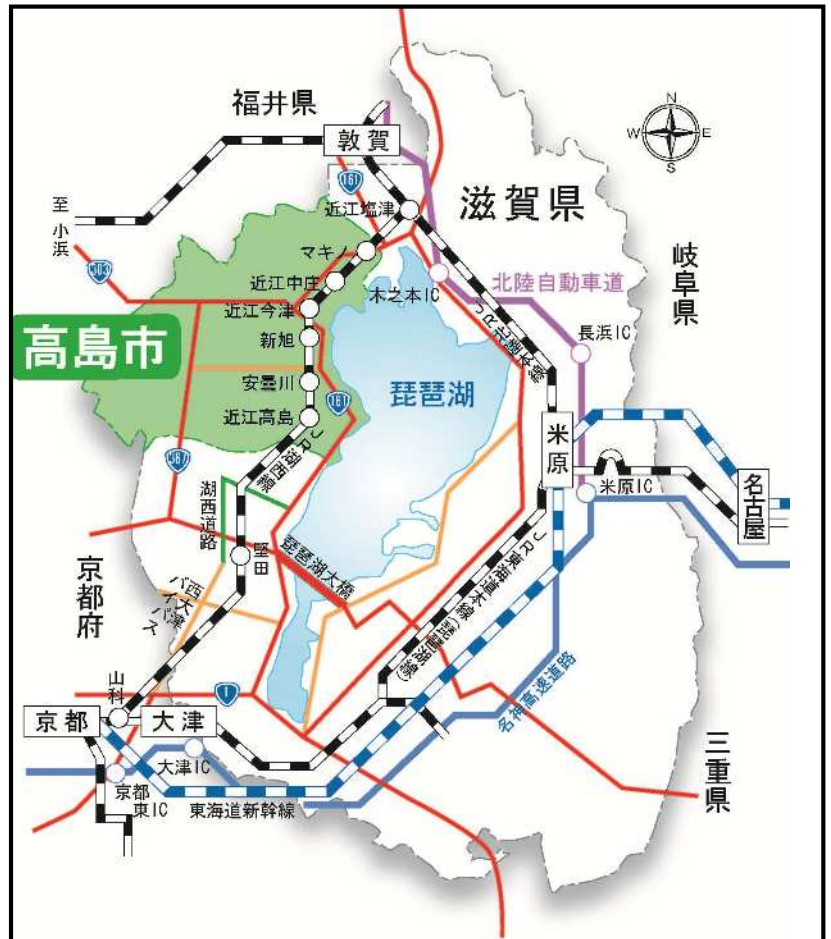 福井県
敦賀
N
W
E
S
161
近江塩津
滋賀県
至
小浜
303
マキノ
近江中庄
木之本IC
北陸自動車道
岐阜県
近江今津
JR北陸本線
高島市
新旭
長浜IC
安曇川
161
琵琶湖
近江高島
米原
JR湖西線
367
米原IC
名古屋
湖西道路
堅田
琵琶湖大橋
JR東海道本線(琵琶湖線)
京都府
西大津
バイパス
名神高速道路
山科
1
京都
大津
大津IC
京都
東IC
東海道新幹線
三重県